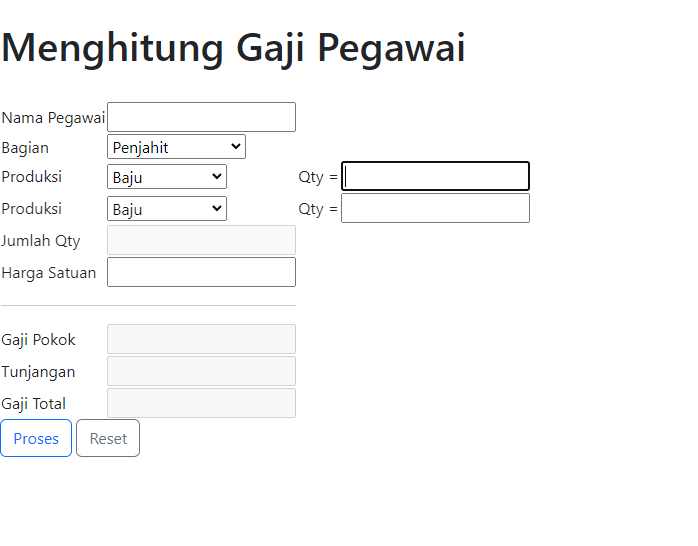 Menghitung Gaji Pegawai
Nama Pegawai
Bagian Penjahit
Produksi Baju Qty =
Produksi Baju Qty =
Jumlah Qty
Harga Satuan
Gaji Pokok
Tunjangan
Gaji Total
Proses Reset